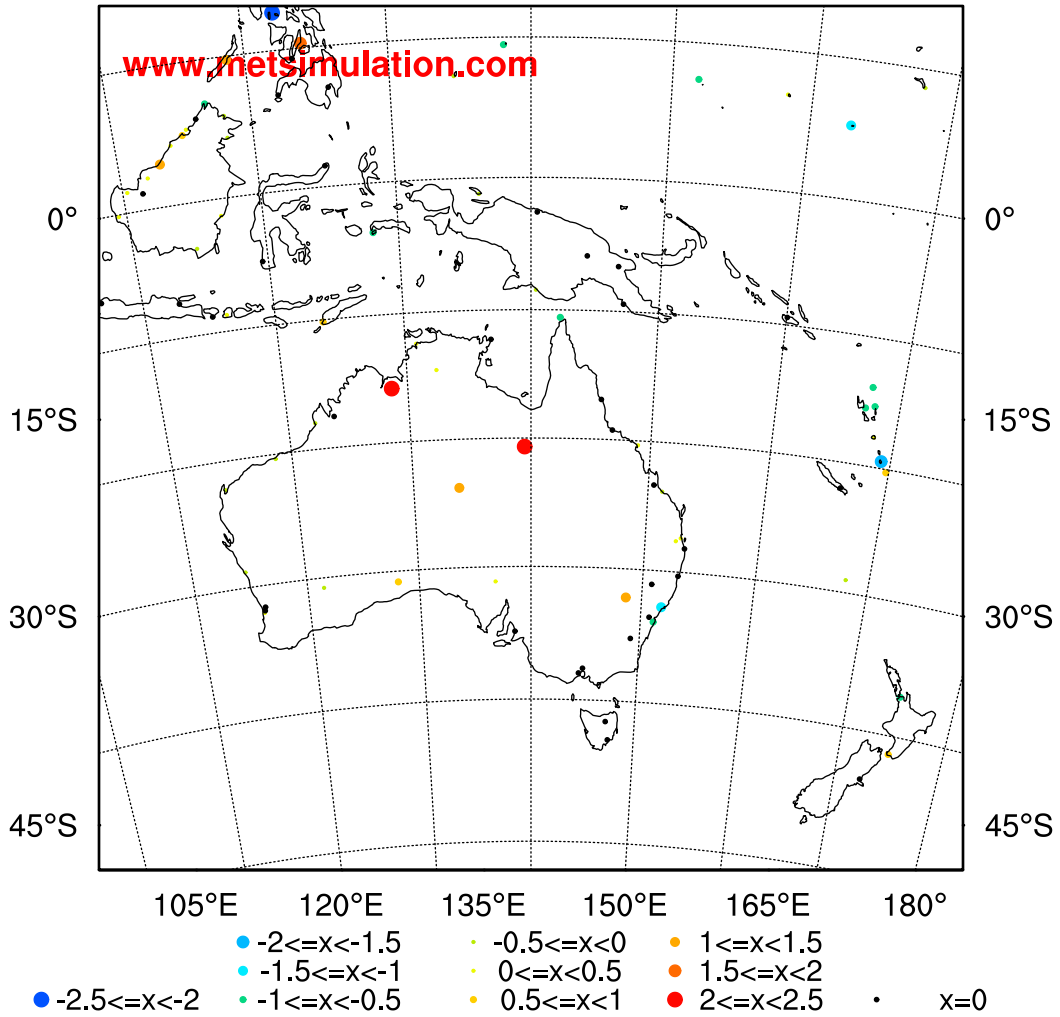 www.metsimulation.com
0° 0°
15°S 15°S
30°S 30°S
45°S 45°S
105°E 120°E 135°E 150°E 165°E 180°
-2<=x<-1.5 -0.5<=x<0 1<=x<1.5
-1.5<=x<-1 0<=x<0.5 1.5<=x<2
-2.5<=x<-2 -1<=x<-0.5 0.5<=x<1 2<=x<2.5 x=0